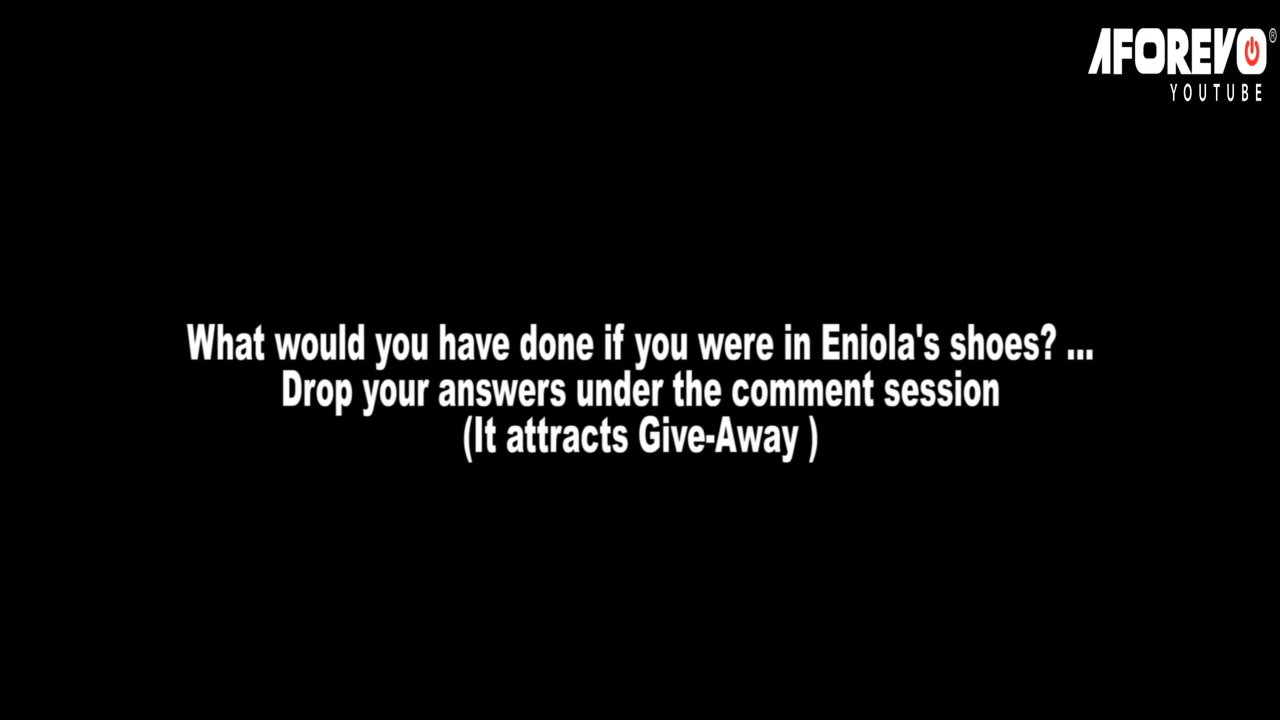 AFOREVO®
YOUTUBE
What would you have done if you were in Eniola's shoes? ...
Drop your answers under the comment session
(It attracts Give-Away )